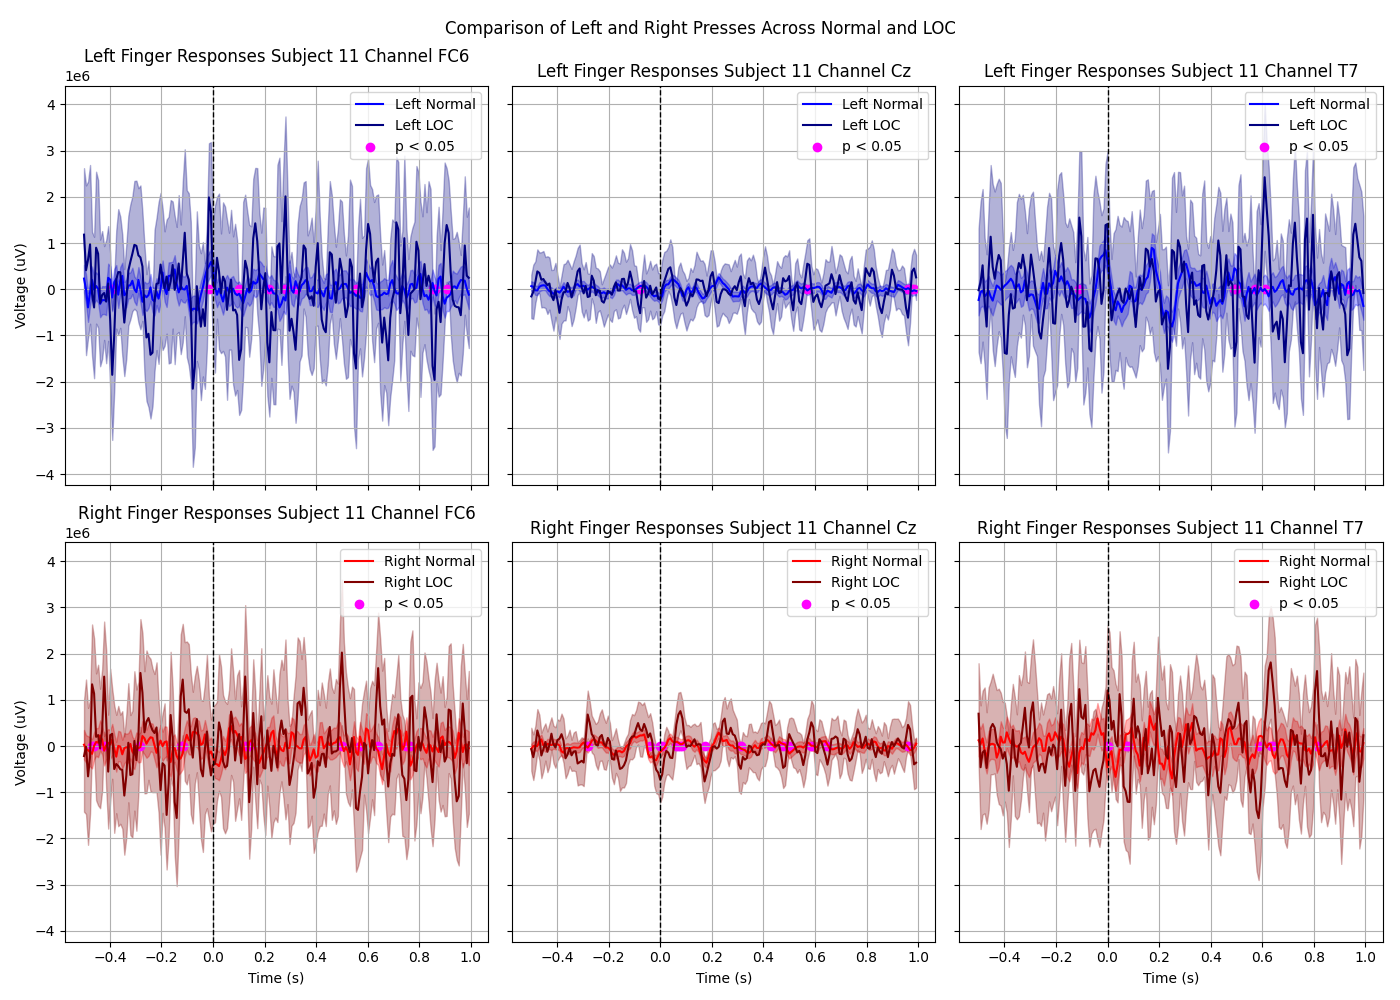 Comparison of Left and Right Presses Across Normal and LOC
Left Finger Responses Subject 11 Channel FC6
Left Finger Responses Subject 11 Channel Cz
Left Finger Responses Subject 11 Channel T7
1e6
Left Normal
Left LOC
p < 0.05
Left Normal
Left LOC
p < 0.05
Left Normal
Left LOC
p < 0.05
Voltage (uV)
4
3
2
1
0
−1
−2
−3
−4
Right Finger Responses Subject 11 Channel FC6
Right Finger Responses Subject 11 Channel Cz
Right Finger Responses Subject 11 Channel T7
1e6
Right Normal
Right LOC
p < 0.05
Right Normal
Right LOC
p < 0.05
Right Normal
Right LOC
p < 0.05
Voltage (uV)
4
3
2
1
0
−1
−2
−3
−4
−0.4 −0.2 0.0 0.2 0.4 0.6 0.8 1.0
−0.4 −0.2 0.0 0.2 0.4 0.6 0.8 1.0
−0.4 −0.2 0.0 0.2 0.4 0.6 0.8 1.0
Time (s)
Time (s)
Time (s)